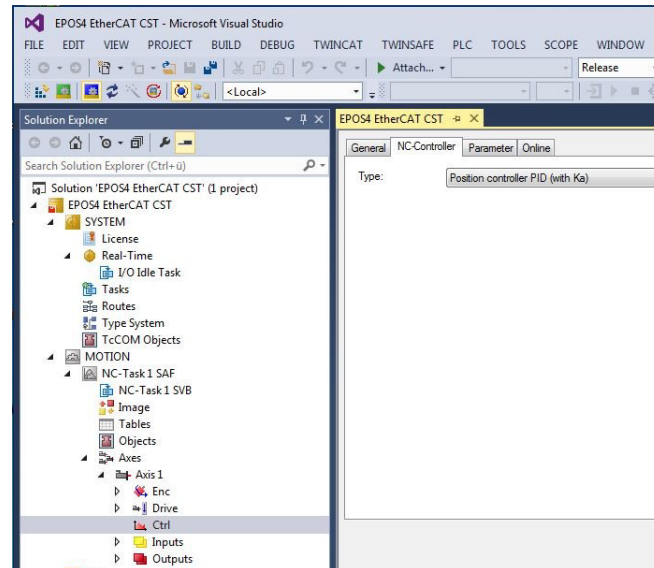 EPOS4 EtherCAT CST - Microsoft Visual Studio
FILE EDIT VIEW PROJECT BUILD DEBUG TWINCAT TWINSAFE PLC TOOLS SCOPE WINDOW
Attach... Release
<Local>
Solution Explorer
Search Solution Explorer (Ctrl+ü)
Solution 'EPOS4 EtherCAT CST' (1 project)
EPOS4 EtherCAT CST
SYSTEM
License
Real-Time
I/O Idle Task
Tasks
Routes
Type System
TcCOM Objects
MOTION
NC-Task 1 SAF
NC-Task 1 SVB
Image
Tables
Objects
Axes
Axis 1
Enc
Drive
Ctrl
Inputs
Outputs
EPOS4 EtherCAT CST
General NC-Controller Parameter Online
Type: Position controller PID (with Ka)